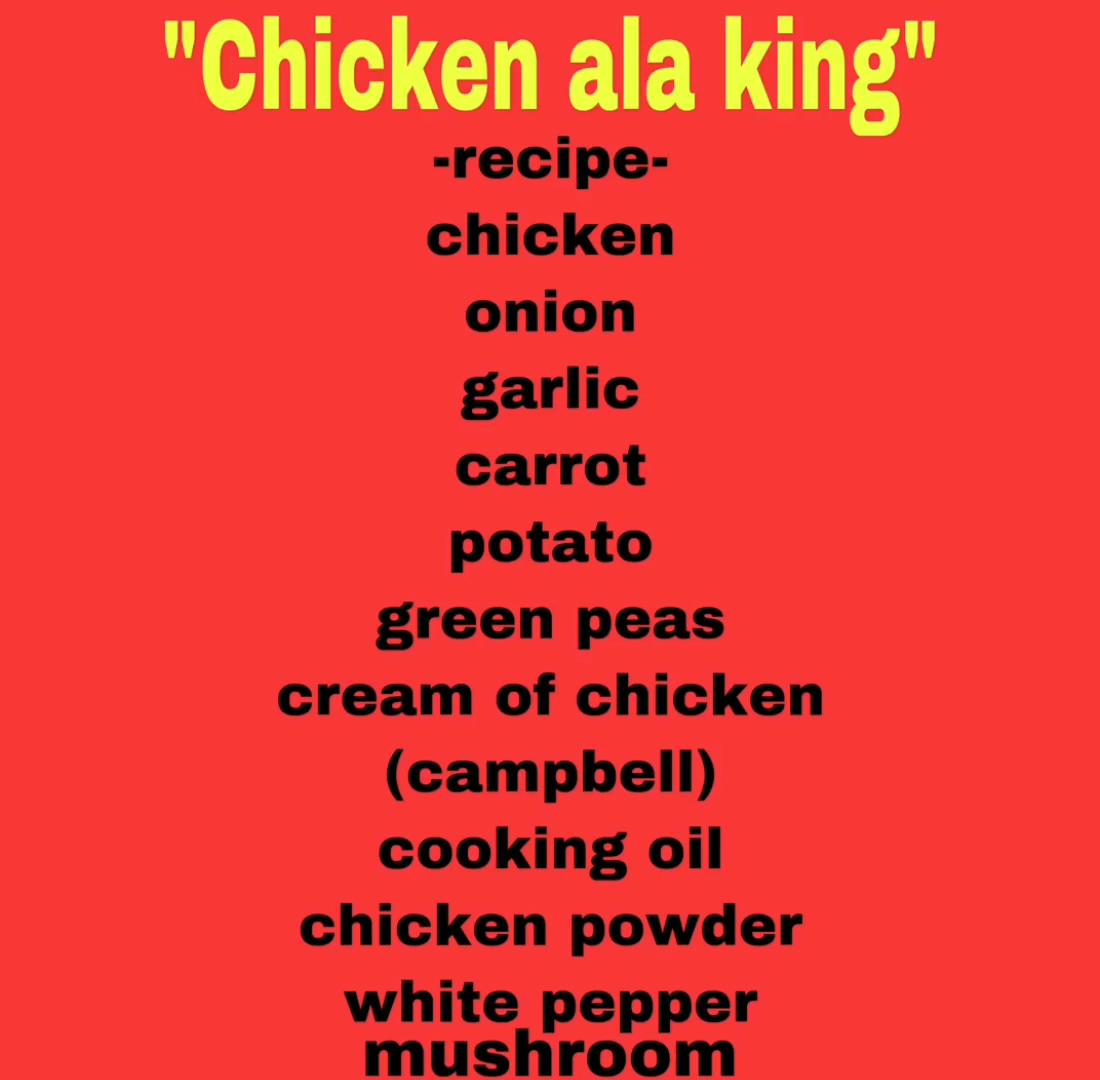 "Chicken ala king"
-recipe-
chicken
onion
garlic
carrot
potato
green peas
cream of chicken
(campbell)
cooking oil
chicken powder
white pepper
mushroom